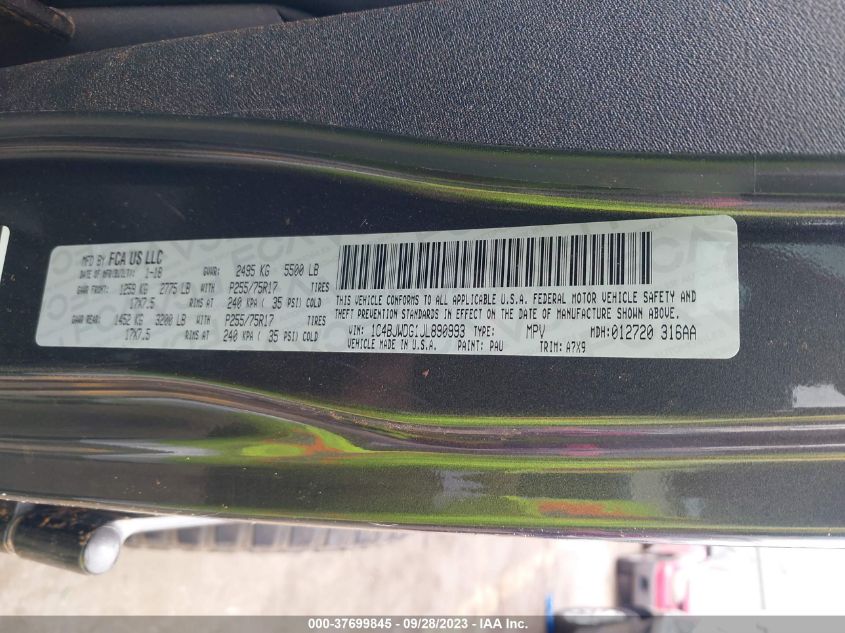 MFD BY FCA US LLC
DATE OF MFR(BUILT): 1-18 GVWR: 2495 KG 5500 LB
GAWR FRONT: 1259 KG 2775 LB WITH P255/75R17 TIRES
17X7.5 RIMS AT 240 KPA ( 35 PSI) COLD
GAWR REAR: 1452 KG 3200 LB WITH P255/75R17 TIRES
17X7.5 RIMS AT 240 KPA ( 35 PSI) COLD
THIS VEHICLE CONFORMS TO ALL APPLICABLE U.S.A. FEDERAL MOTOR VEHICLE SAFETY AND
THEFT PREVENTION STANDARDS IN EFFECT ON THE DATE OF MANUFACTURE SHOWN ABOVE.
VIN: 1C4BJWDG1JL890993 TYPE: MPV MDH:012720 316AA
VEHICLE MADE IN U.S.A. PAINT: PAU TRIM: A7X9
000-37699845 - 09/28/2023 - IAA Inc.